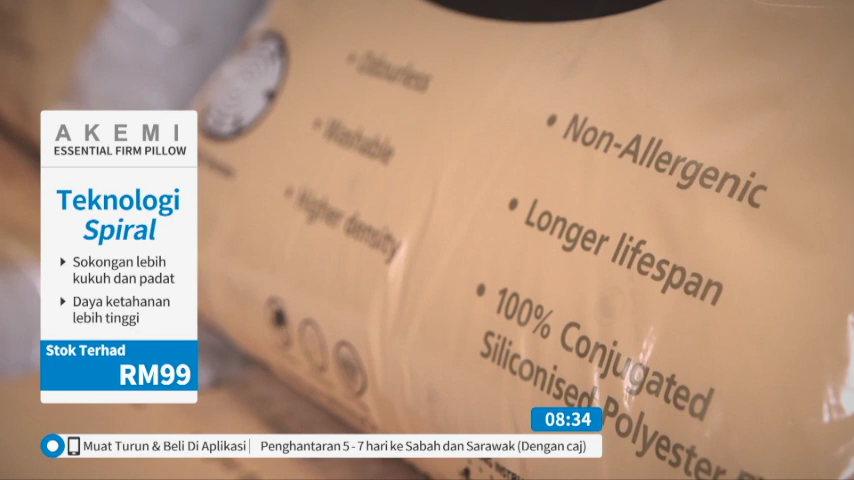 AKEMI
ESSENTIAL FIRM PILLOW
Teknologi
Spiral
Sokongan lebih
kukuh dan padat
Daya ketahanan
lebih tinggi
Stok Terhad
RM99
• Odourless
• Washable
• Higher density
• Non-Allergenic
• Longer lifespan
• 100% Conjugated
Siliconised Polyester
08:34
Muat Turun & Beli Di Aplikasi | Penghantaran 5 - 7 hari ke Sabah dan Sarawak (Dengan caj)